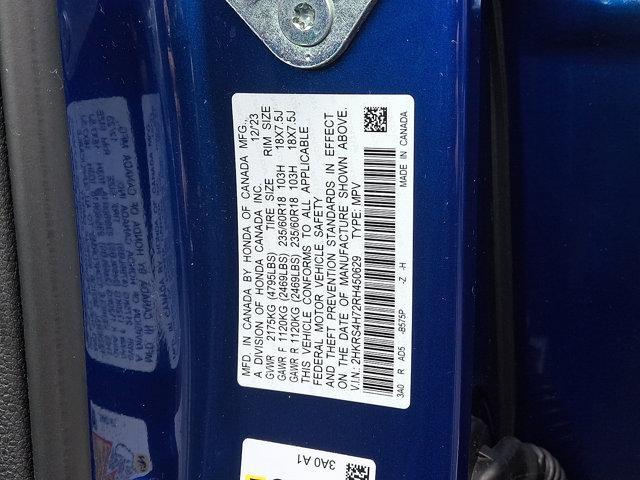 MFD. IN CANADA BY HONDA OF CANADA MFG.,
A DIVISION OF HONDA CANADA INC. 12/23
GVWR 2175KG (4795LBS) TIRE SIZE RIM SIZE
GAWR F 1120KG (2469LBS) 235/60R18 103H 18X7.5J
GAWR R 1120KG (2469LBS) 235/60R18 103H 18X7.5J
THIS VEHICLE CONFORMS TO ALL APPLICABLE
FEDERAL MOTOR VEHICLE SAFETY
AND THEFT PREVENTION STANDARDS IN EFFECT
ON THE DATE OF MANUFACTURE SHOWN ABOVE.
V.I.N.: 2HKRS4H72RH450629 TYPE: MPV
3A0 R AD5 -B575P -Z -H MADE IN CANADA
3A0 A1